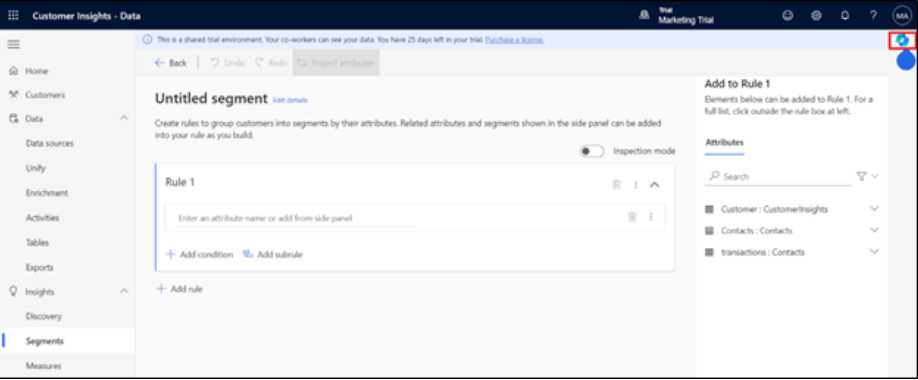 Customer Insights - Data
Trial
Marketing Trial
?
MA
This is a shared trial environment. Your co-workers can see your data. You have 25 days left in your trial. Purchase a license.
Home
Customers
Data
Data sources
Unify
Enrichment
Activities
Tables
Exports
Insights
Discovery
Segments
Measures
Back
Undo
Redo
Project attributes
Untitled segment Edit details
Create rules to group customers into segments by their attributes. Related attributes and segments shown in the side panel can be added
into your rule as you build.
Inspection mode
Rule 1
Enter an attribute name or add from side panel
Add condition
Add subrule
Add rule
Add to Rule 1
Elements below can be added to Rule 1. For a
full list, click outside the rule box at left.
Attributes
Search
Customer : CustomerInsights
Contacts : Contacts
transactions : Contacts